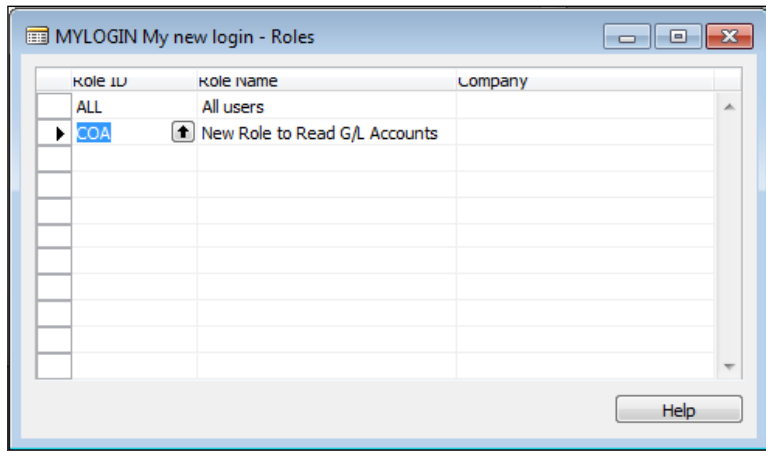 MYLOGIN My new login - Roles
Role ID Role Name Company
ALL All users
COA New Role to Read G/L Accounts
Help